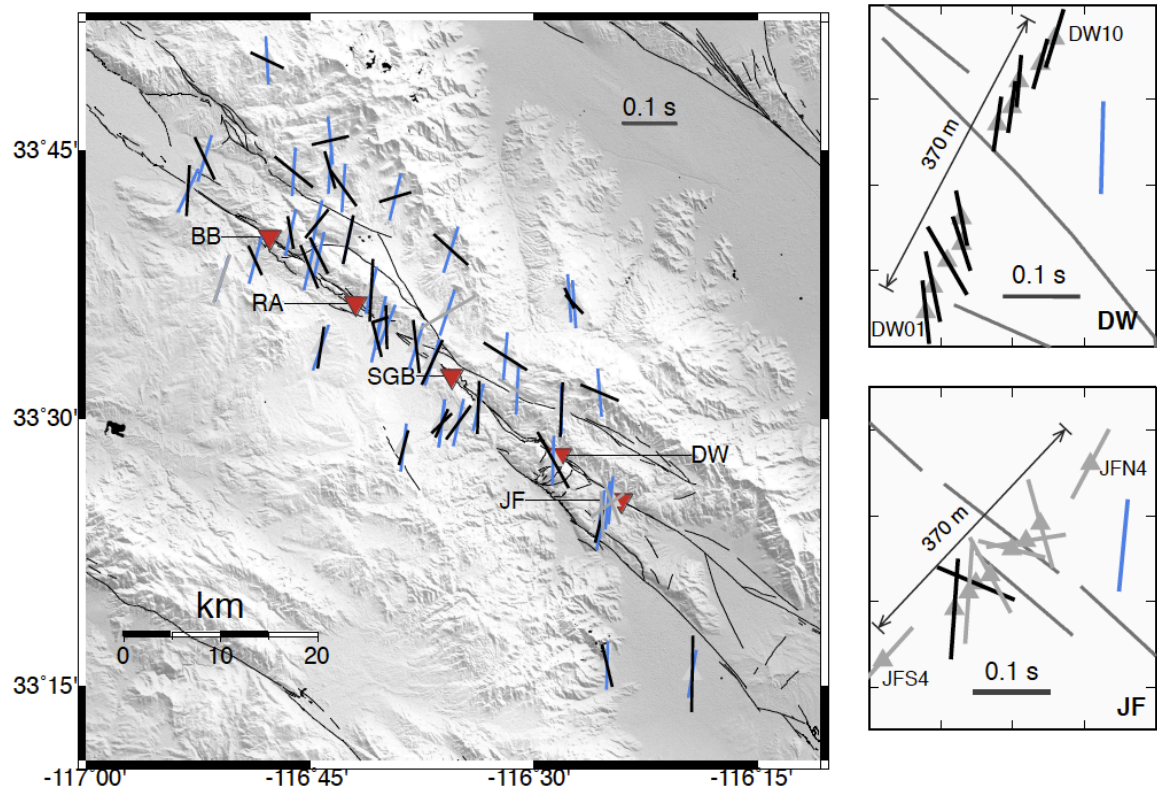 0.1 s
33°45'
BB
RA
SGB
33°30'
DW
JF
km
0 10 20
33°15'
-117°00' -116°45' -116°30' -116°15'
DW10
370 m
0.1 s
DW01
DW
JFN4
370 m
0.1 s
JFS4
JF